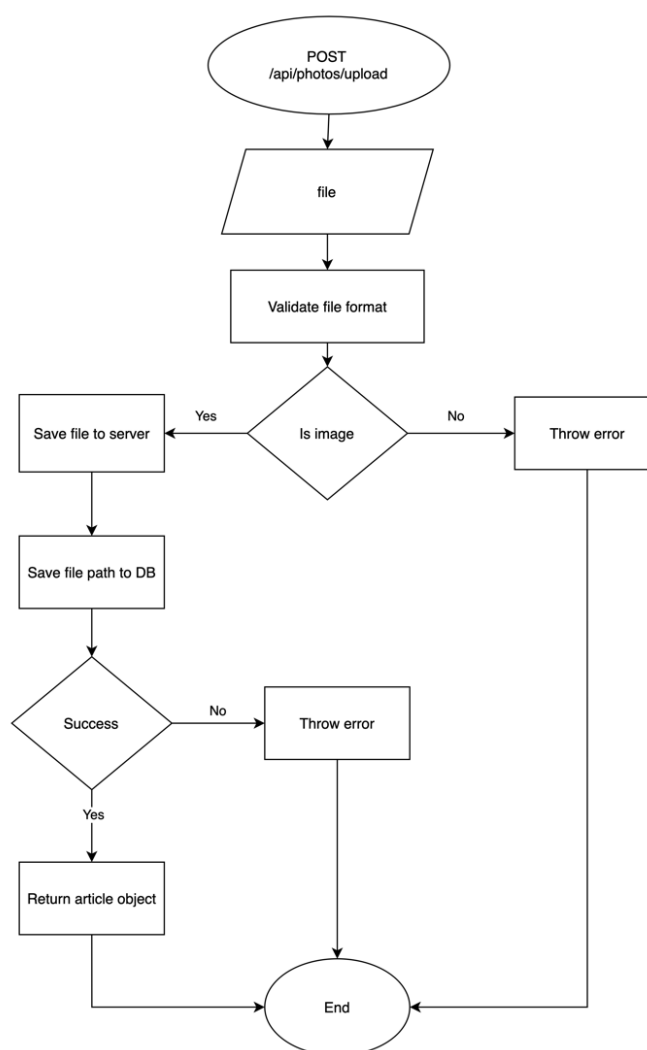 POST
/api/photos/upload
file
Validate file format
Save file to server
Yes
Is image
No
Throw error
Save file path to DB
Success
No
Throw error
Yes
Return article object
End